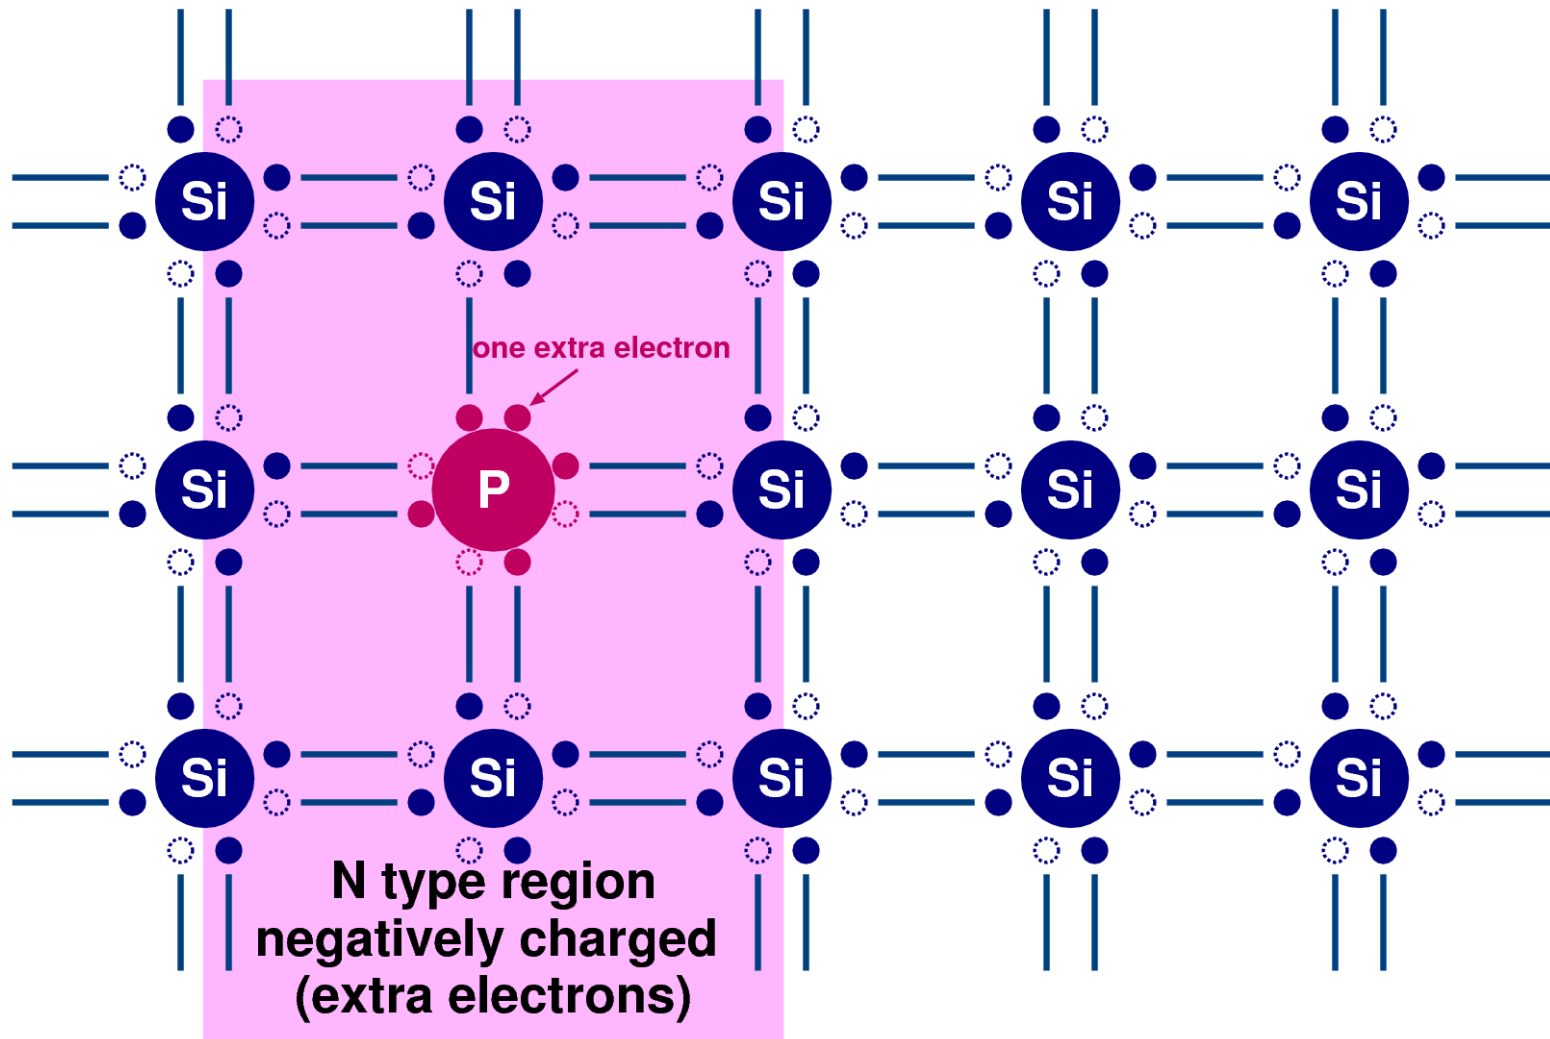 Si Si Si Si Si
one extra electron
Si P Si Si Si
Si Si Si Si Si
N type region
negatively charged
(extra electrons)